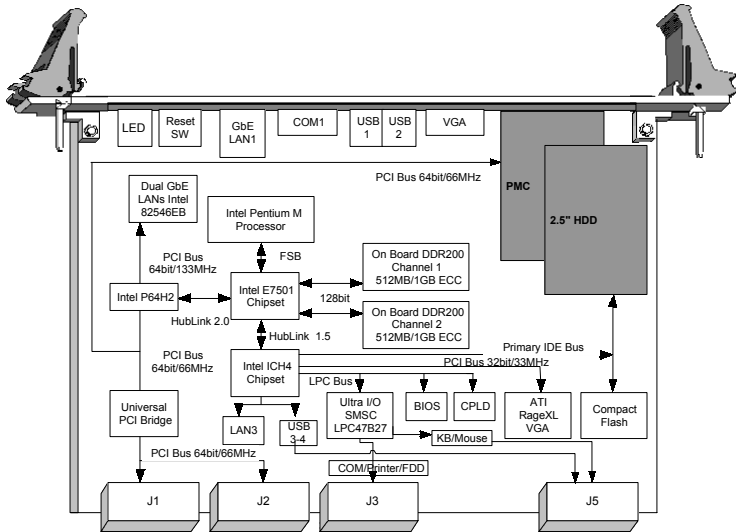 LED
Reset
SW
GbE
LAN1
COM1
USB
1
USB
2
VGA
PCI Bus 64bit/66MHz
PMC
2.5" HDD
Dual GbE
LANs Intel
82546EB
Intel Pentium M
Processor
PCI Bus
64bit/133MHz
FSB
On Board DDR200
Channel 1
512MB/1GB ECC
Intel P64H2
Intel E7501
Chipset
128bit
HubLink 2.0
On Board DDR200
Channel 2
512MB/1GB ECC
HubLink 1.5
PCI Bus
64bit/66MHz
Intel ICH4
Chipset
Primary IDE Bus
PCI Bus 32bit/33MHz
LPC Bus
Universal
PCI Bridge
LAN3
USB
3-4
Ultra I/O
SMSC
LPC47B27
BIOS
CPLD
ATI
RageXL
VGA
Compact
Flash
KB/Mouse
PCI Bus 64bit/66MHz
COM/Printer/FDD
J1
J2
J3
J5